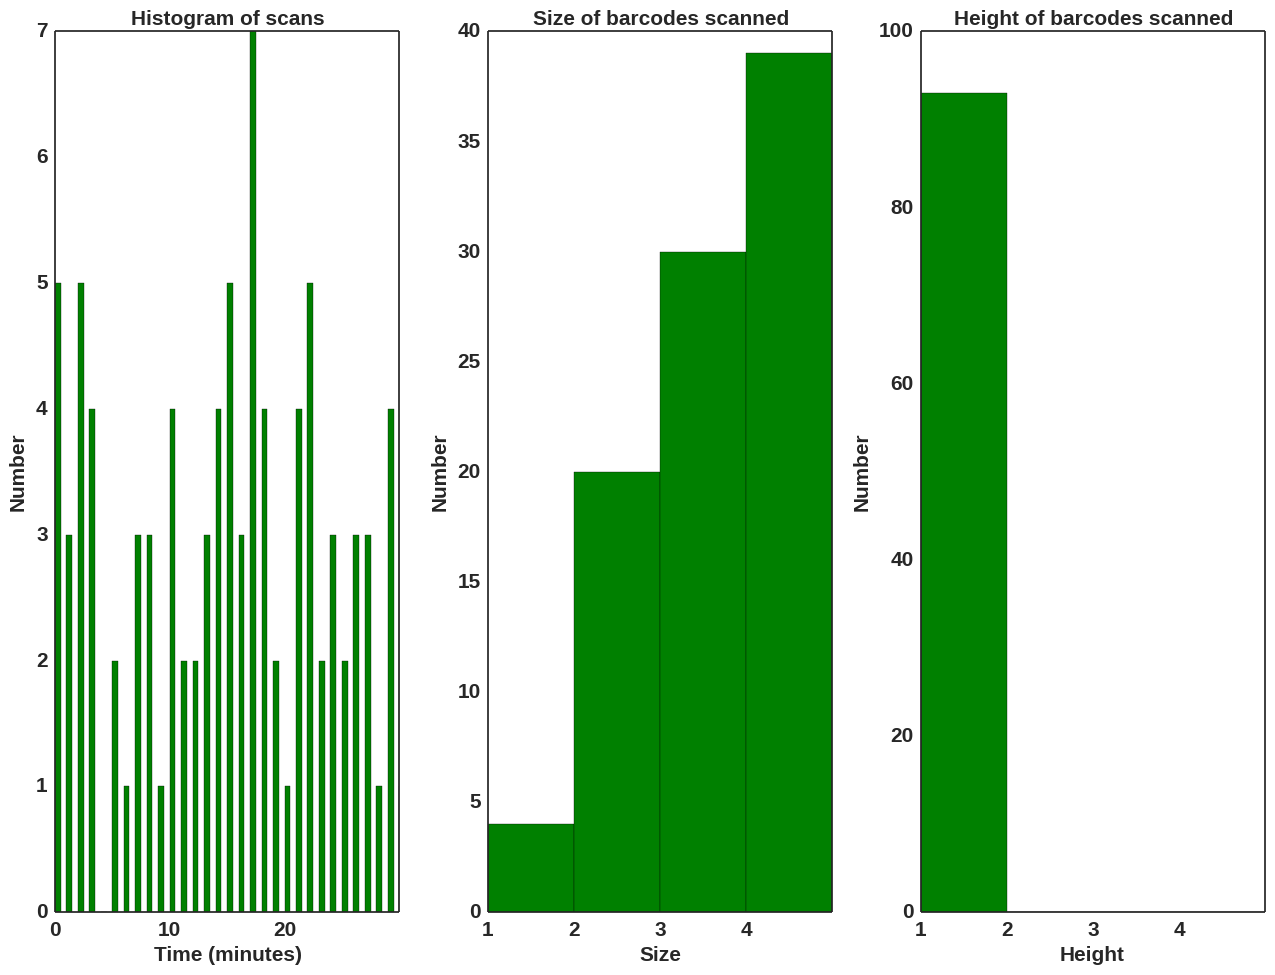 Histogram of scans
7
6
5
4
3
2
1
0
0 10 20
Number
Time (minutes)
Size of barcodes scanned
40
35
30
25
20
15
10
5
0
1 2 3 4
Number
Size
Height of barcodes scanned
100
80
60
40
20
0
1 2 3 4
Number
Height